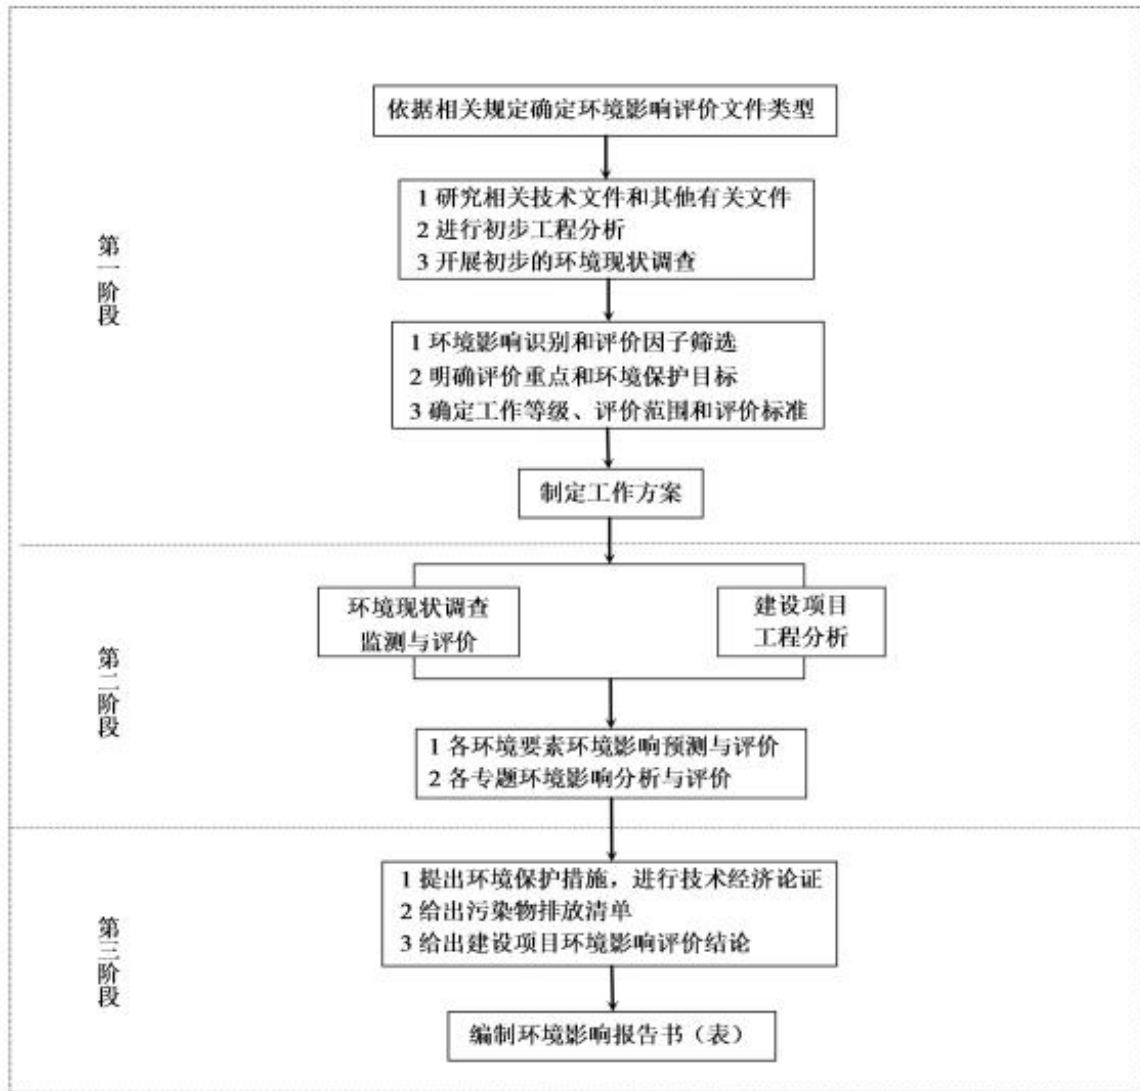 依据相关规定确定环境影响评价文件类型
1 研究相关技术文件和其他有关文件
2 进行初步工程分析
3 开展初步的环境现状调查
第一阶段
1 环境影响识别和评价因子筛选
2 明确评价重点和环境保护目标
3 确定工作等级、评价范围和评价标准
制定工作方案
环境现状调查
监测与评价
建设项目
工程分析
第二阶段
1 各环境要素环境影响预测与评价
2 各专题环境影响分析与评价
1 提出环境保护措施，进行技术经济论证
2 给出污染物排放清单
3 给出建设项目环境影响评价结论
第三阶段
编制环境影响报告书（表）